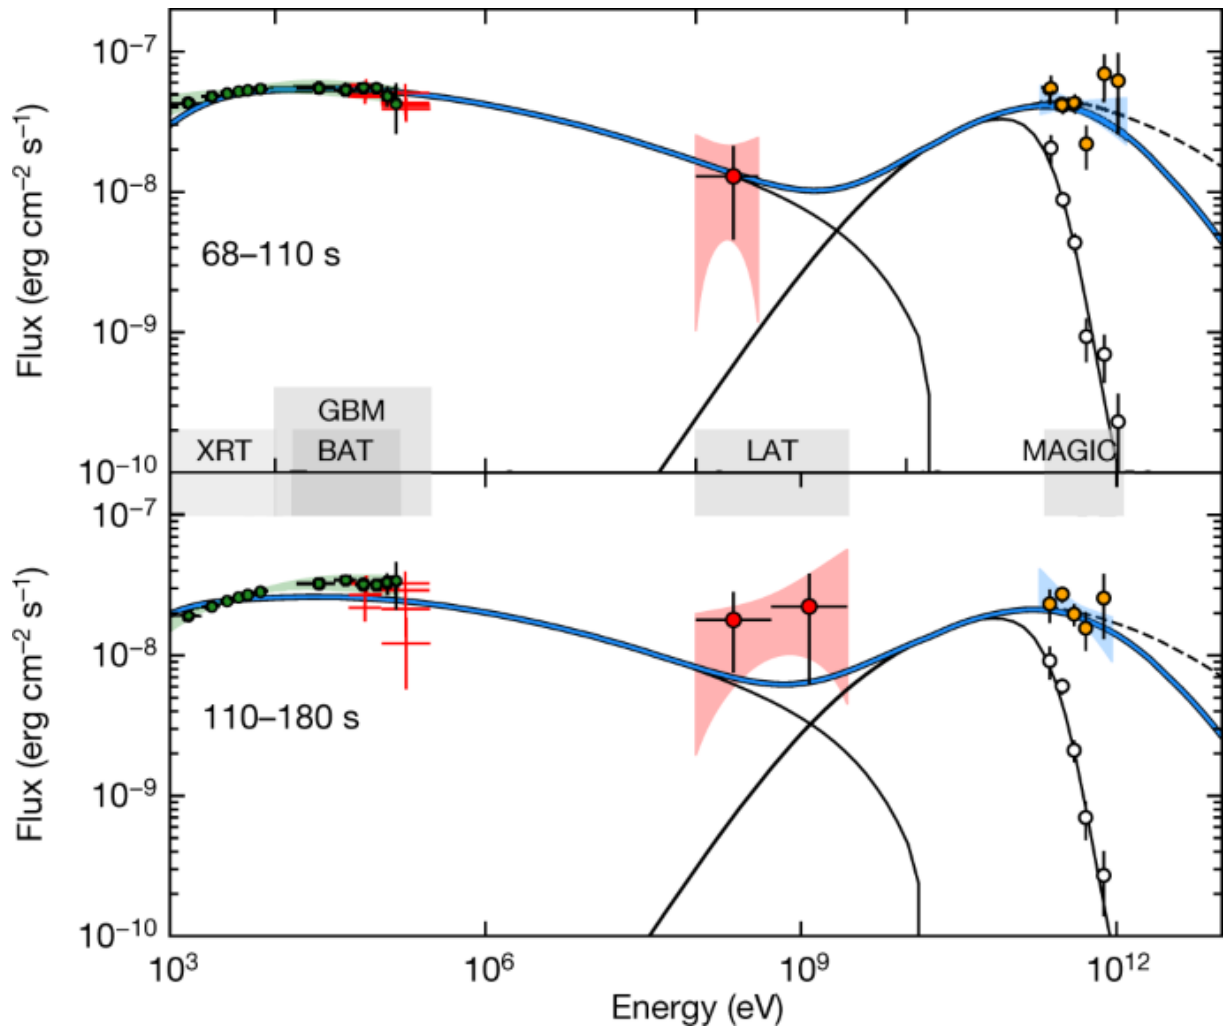 10⁻⁷
10⁻⁸
10⁻⁹
10⁻¹⁰
Flux (erg cm⁻² s⁻¹)
68–110 s
GBM
XRT
BAT
LAT
MAGIC
10⁻⁷
10⁻⁸
10⁻⁹
10⁻¹⁰
Flux (erg cm⁻² s⁻¹)
110–180 s
10³
10⁶
10⁹
10¹²
Energy (eV)